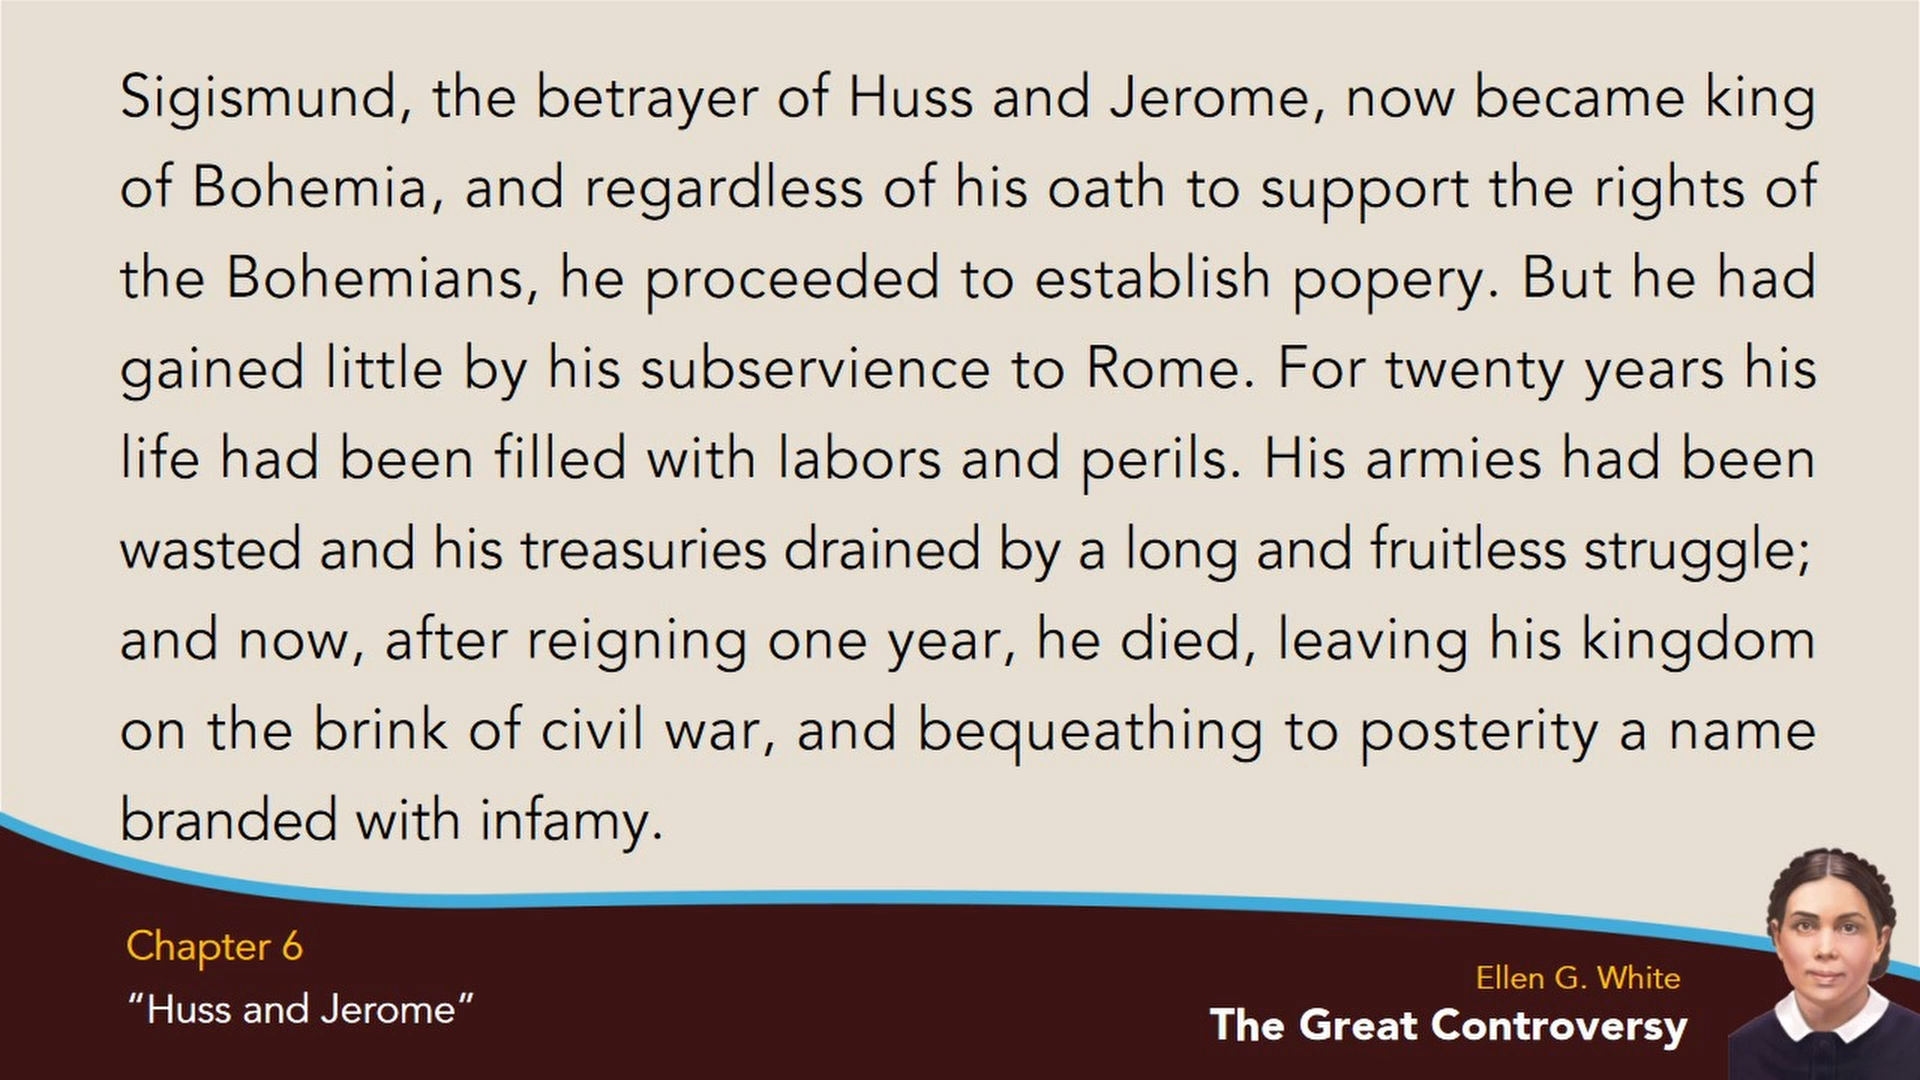 Sigismund, the betrayer of Huss and Jerome, now became king
of Bohemia, and regardless of his oath to support the rights of
the Bohemians, he proceeded to establish popery. But he had
gained little by his subservience to Rome. For twenty years his
life had been filled with labors and perils. His armies had been
wasted and his treasuries drained by a long and fruitless struggle;
and now, after reigning one year, he died, leaving his kingdom
on the brink of civil war, and bequeathing to posterity a name
branded with infamy.
Chapter 6
“Huss and Jerome”
Ellen G. White
The Great Controversy